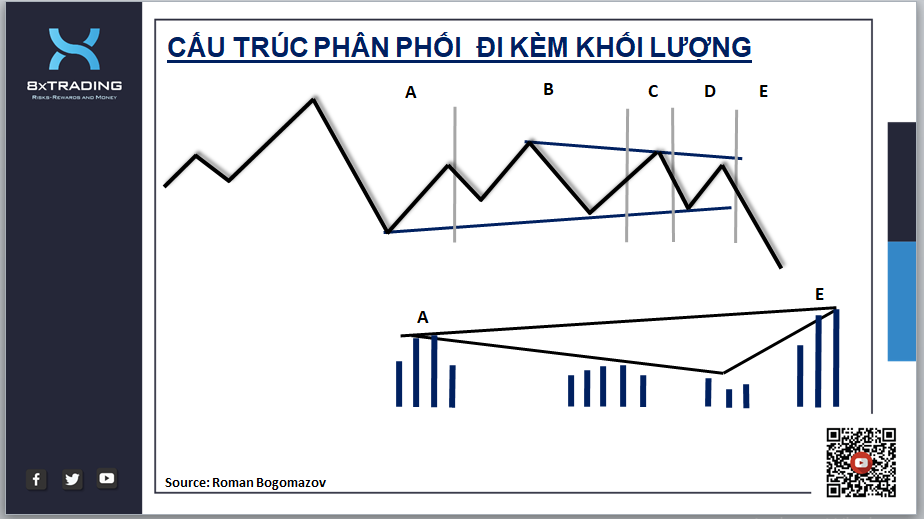 CẤU TRÚC PHÂN PHỐI ĐI KÈM KHỐI LƯỢNG
8XTRADING
RISKS-REWARDS AND MONEY
A B C D E
A E
Source: Roman Bogomazov